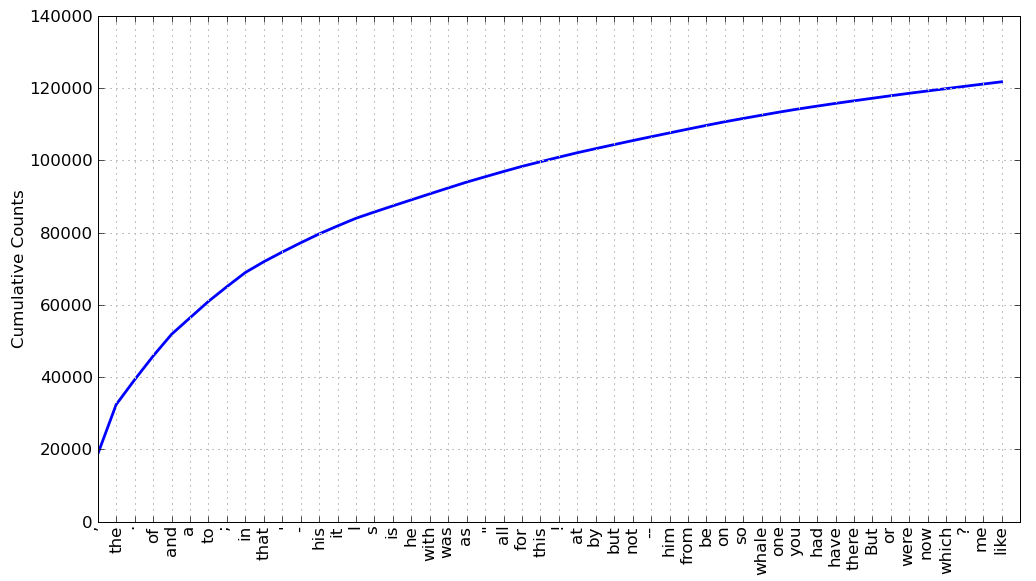 140000
120000
100000
80000
60000
40000
20000
0
Cumulative Counts
,
the
.
of
and
a
to
;
in
that
'
-
his
it
I
s
is
he
with
was
as
"
all
for
this
!
at
by
but
not
--
him
from
be
on
so
whale
one
you
had
have
there
But
or
were
now
which
?
me
like